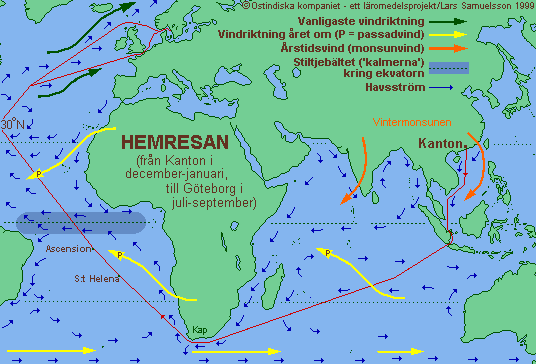 ©Ostindiska kompaniet - ett läromedelsprojekt/Lars Samuelsson 1999
Vanligaste vindriktning
Vindriktning året om (P = passadvind)
Årstidsvind (monsunvind)
Stiltjebältet ('kalmerna')
kring ekvatorn
Havsström
30°N
Vintermonsunen
HEMRESAN
Kanton
(från Kanton i
december-januari,
till Göteborg i
juli-september)
P
Ascension
P
P
S:t Helena
Kap